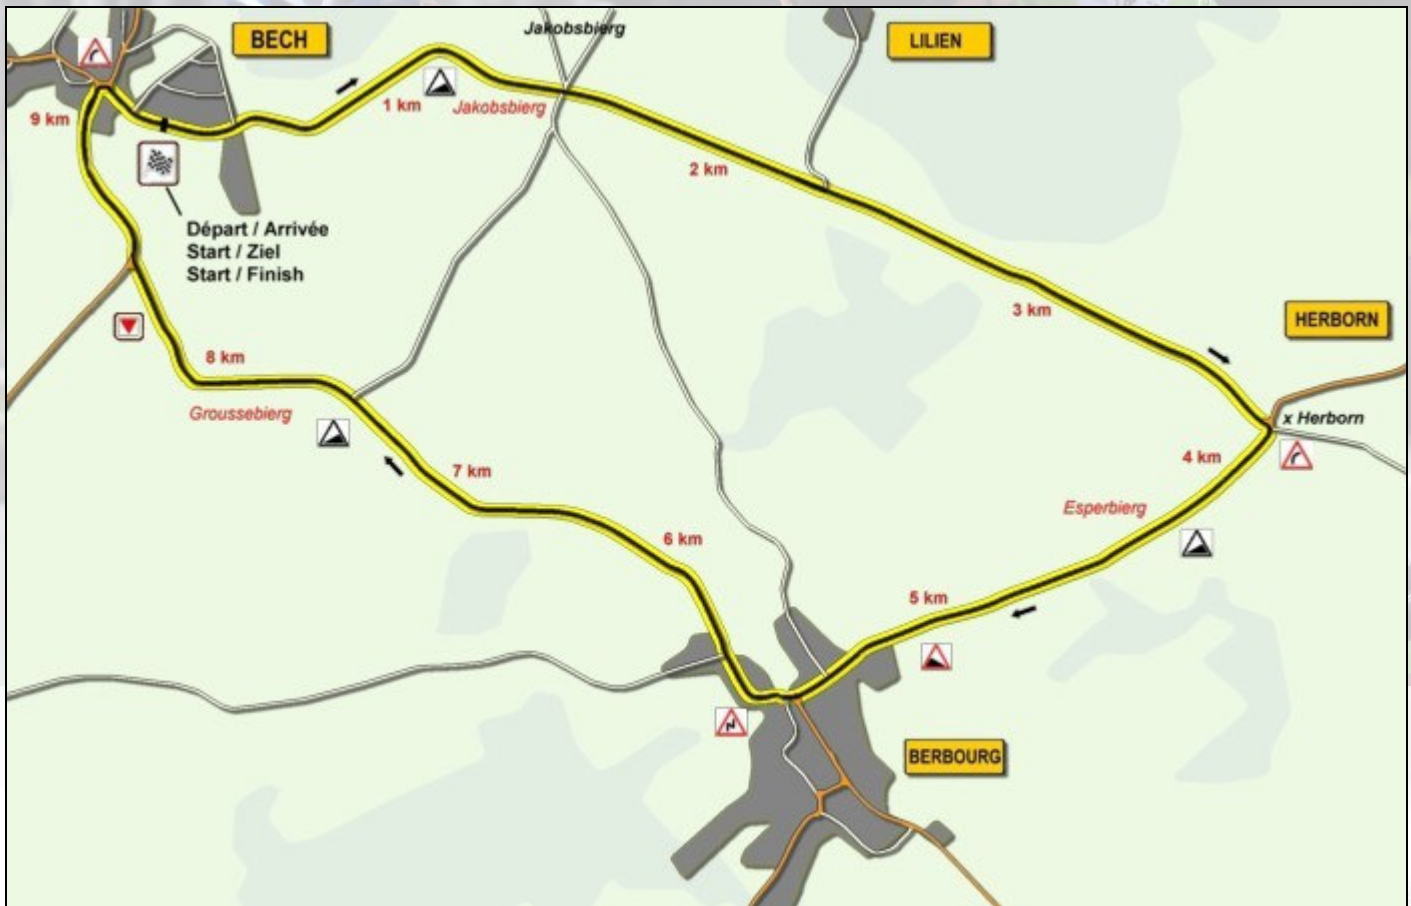 Jakobsbierg
BECH
LILIEN
1 km
Jakobsbierg
9 km
2 km
Départ / Arrivée
Start / Ziel
Start / Finish
3 km
HERBORN
8 km
Groussebierg
x Herborn
4 km
7 km
Esperbierg
6 km
5 km
BERBOURG